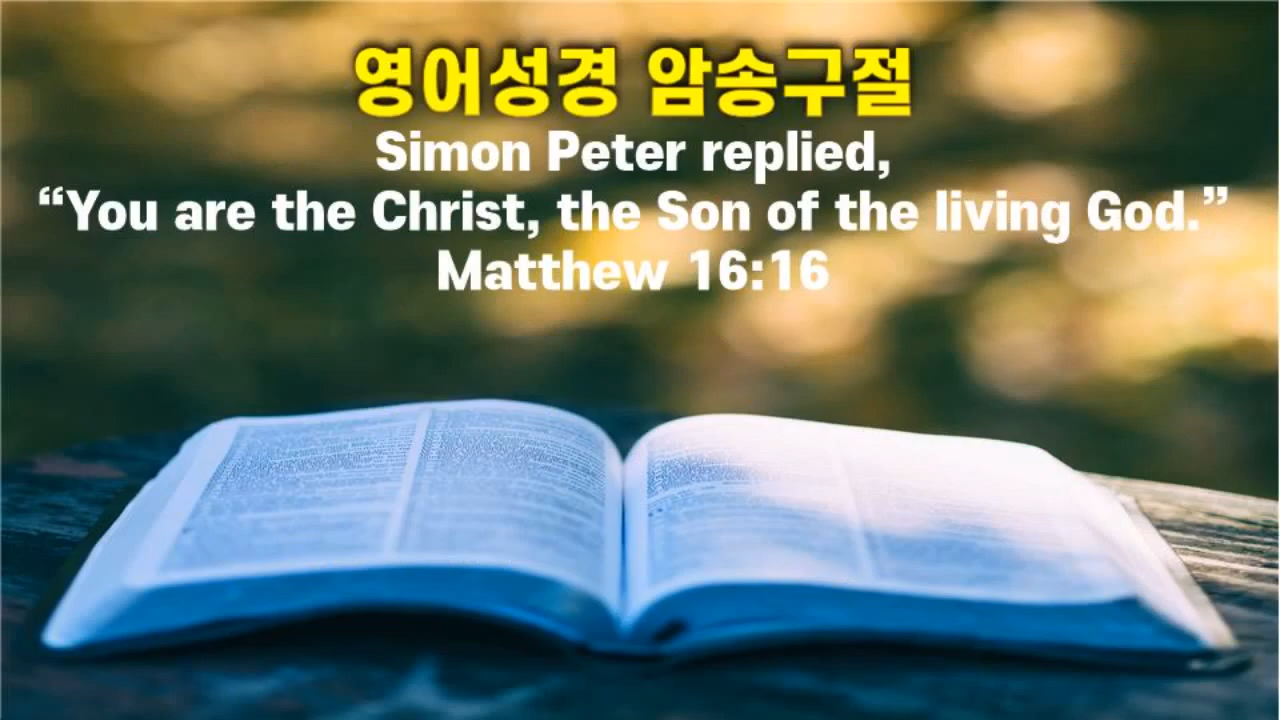 영어성경 암송구절
Simon Peter replied,
“You are the Christ, the Son of the living God.”
Matthew 16:16